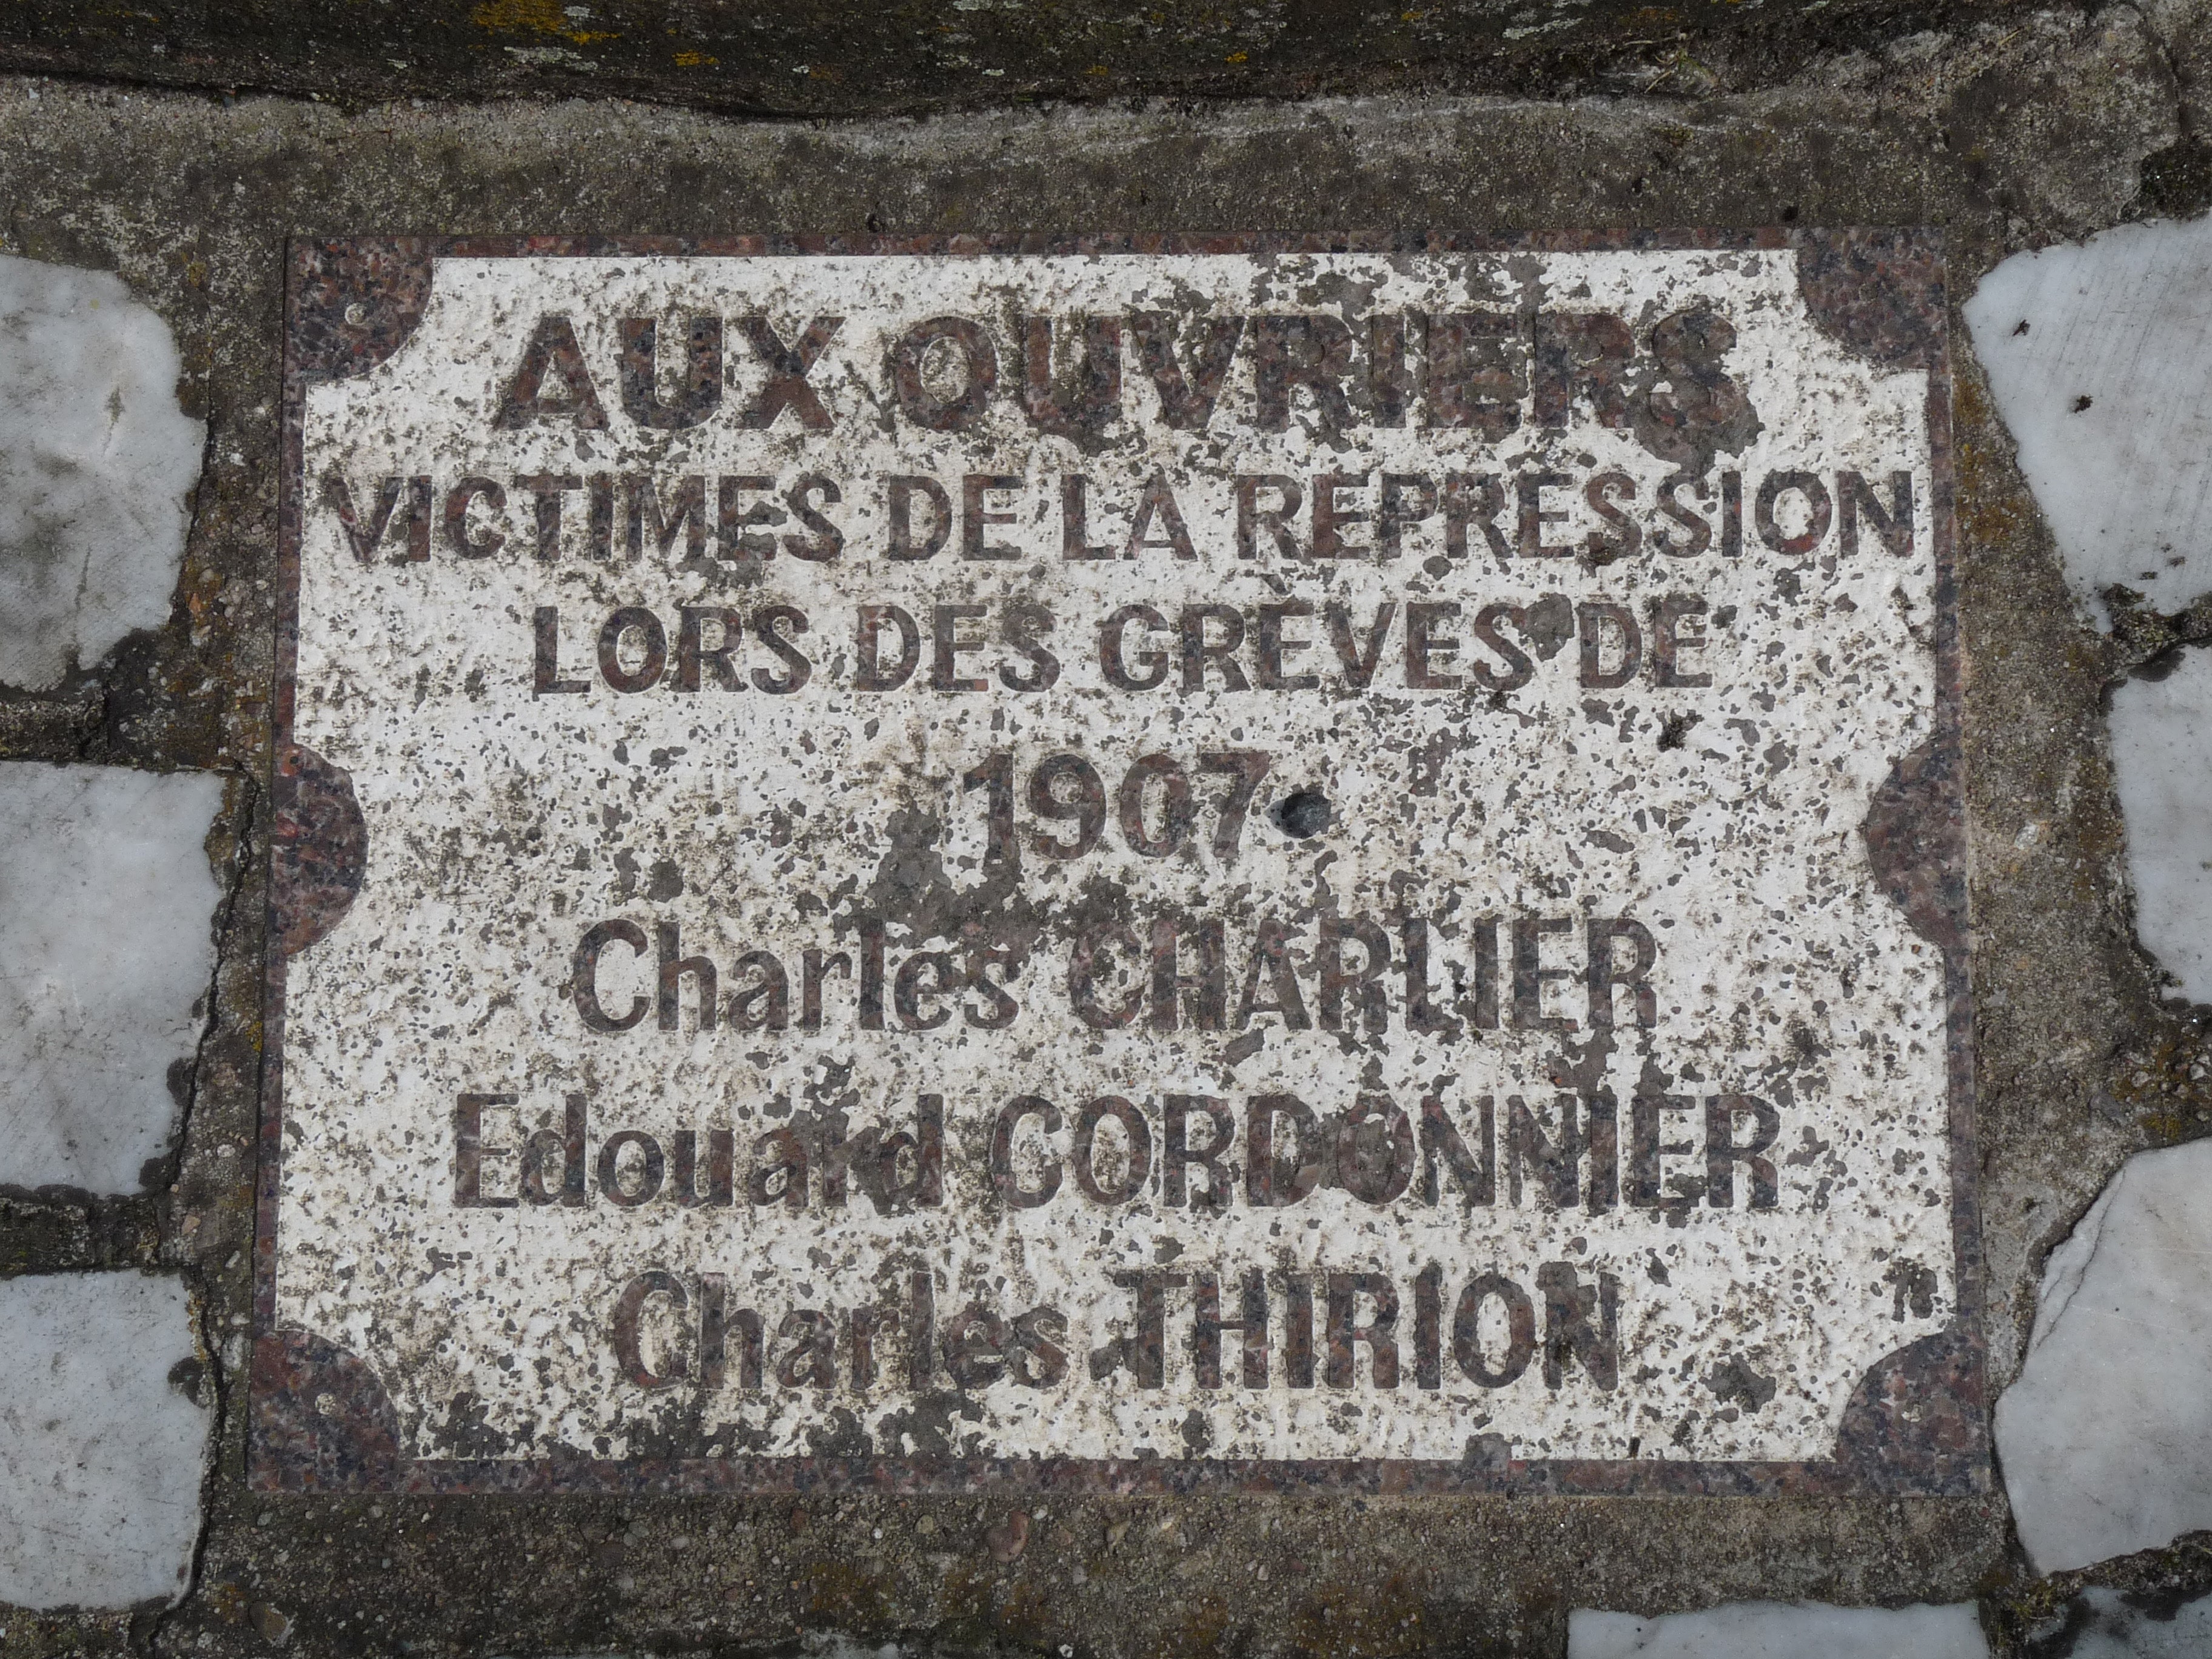 AUX OUVRIERS
VICTIMES DE LA REPRESSION
LORS DES GRÈVES DE
1907
Charles CHARLIER
Edouard CORDONNIER
Charles THIRION